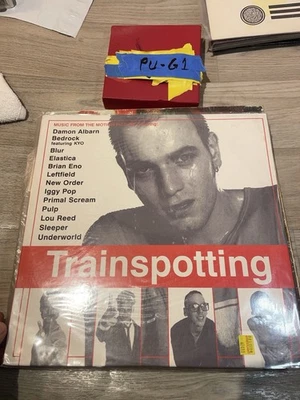 PU-G1
MUSIC FROM THE MOTION PICTURE
Damon Albarn
Bedrock
featuring KYO
Blur
Elastica
Brian Eno
Leftfield
New Order
Iggy Pop
Primal Scream
Pulp
Lou Reed
Sleeper
Underworld
Trainspotting